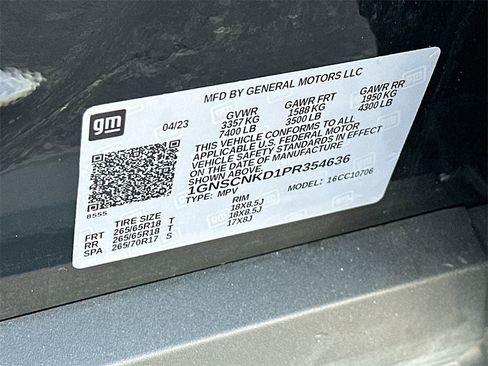 MFD BY GENERAL MOTORS LLC
gm
04/23 GVWR GAWR FRT GAWR RR
3357 KG 1588 KG 1950 KG
7400 LB 3500 LB 4300 LB
THIS VEHICLE CONFORMS TO ALL
APPLICABLE U.S. FEDERAL MOTOR
VEHICLE SAFETY STANDARDS IN EFFECT
ON THE DATE OF MANUFACTURE
1GNSCNKD1PR354636
TYPE: MPV MODEL: 16CC10706
8555
TIRE SIZE RIM
FRT 265/65R18 T 18X8.5J
RR 265/65R18 T 18X8.5J
SPA 265/70R17 S 17X8J